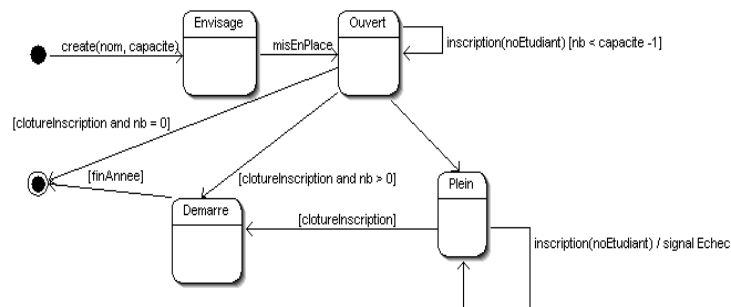 Envisage
Ouvert
create(nom, capacite)
misEnPlace
inscription(noEtudiant) [nb < capacite -1]
[clotureInscription and nb = 0]
[finAnnee]
[clotureInscription and nb > 0]
Plein
Demarre
[clotureInscription]
inscription(noEtudiant) / signal Echec